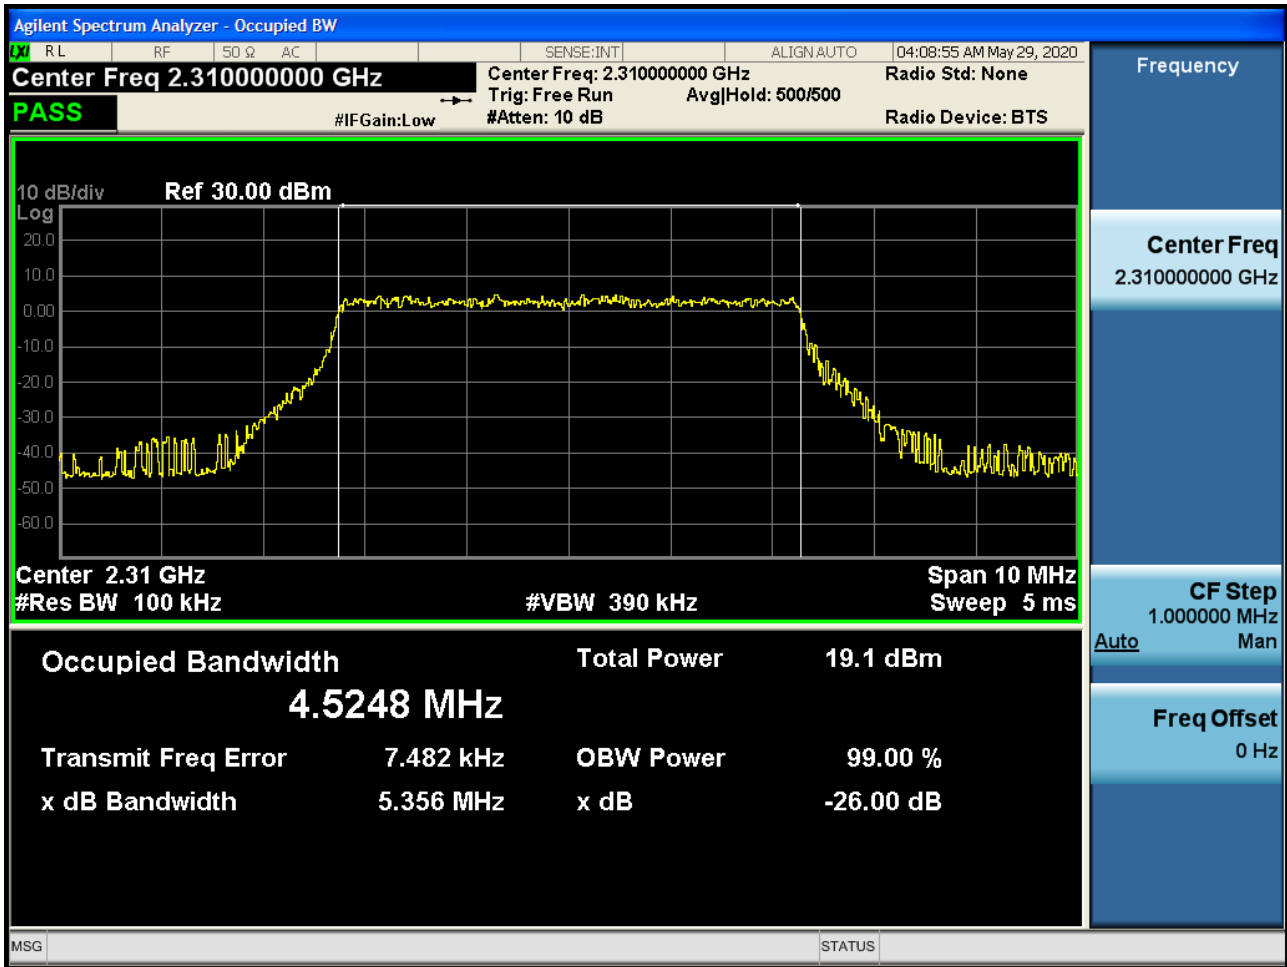 Agilent Spectrum Analyzer - Occupied BW
LXI RL RF 50 Ω AC SENSE:INT ALIGNAUTO 04:08:55 AM May 29, 2020
Center Freq 2.310000000 GHz
PASS
#IFGain:Low
Center Freq: 2.310000000 GHz
Trig: Free Run Avg|Hold: 500/500
#Atten: 10 dB
Radio Std: None
Radio Device: BTS
10 dB/div Ref 30.00 dBm
Log
20.0
10.0
0.00
-10.0
-20.0
-30.0
-40.0
-50.0
-60.0
Center 2.31 GHz Span 10 MHz
#Res BW 100 kHz #VBW 390 kHz Sweep 5 ms
Occupied Bandwidth Total Power 19.1 dBm
4.5248 MHz
Transmit Freq Error 7.482 kHz OBW Power 99.00 %
x dB Bandwidth 5.356 MHz x dB -26.00 dB
Frequency
Center Freq
2.310000000 GHz
CF Step
1.000000 MHz
Auto Man
Freq Offset
0 Hz
MSG STATUS